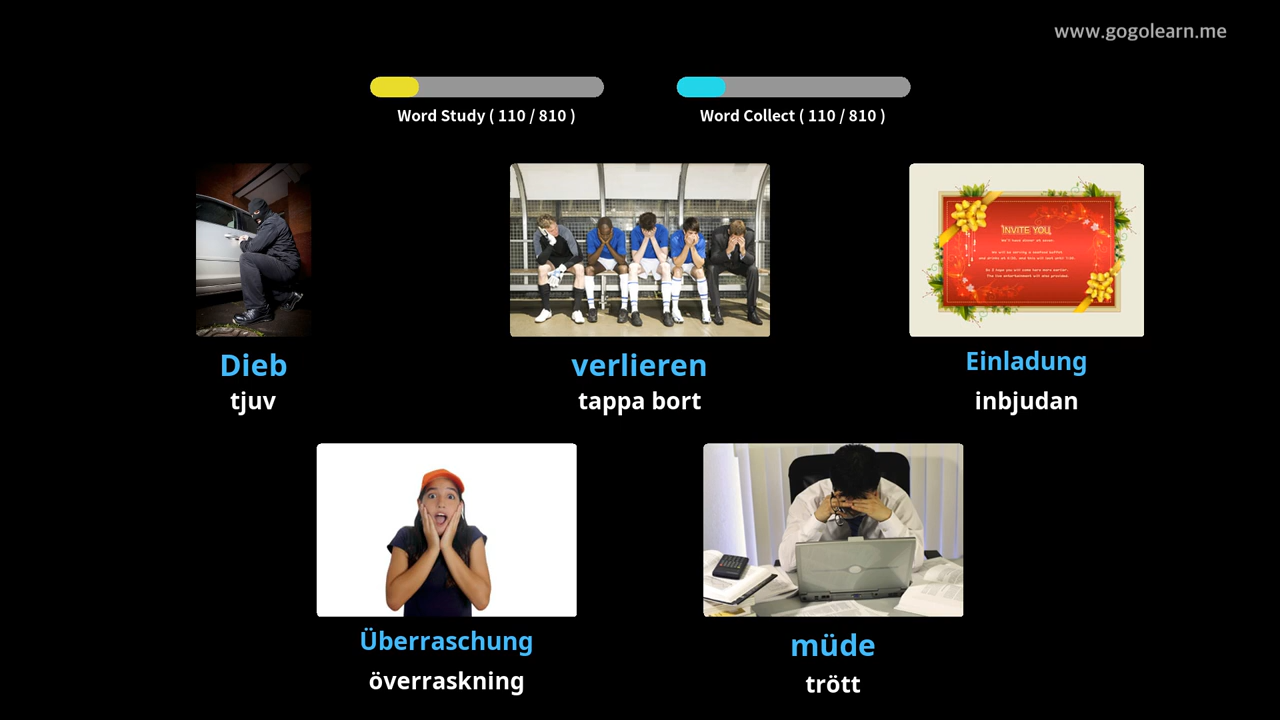 www.gogolearn.me
Word Study ( 110 / 810 )
Word Collect ( 110 / 810 )
INVITE YOU
Dieb
tjuv
verlieren
tappa bort
Einladung
inbjudan
Überraschung
överraskning
müde
trött